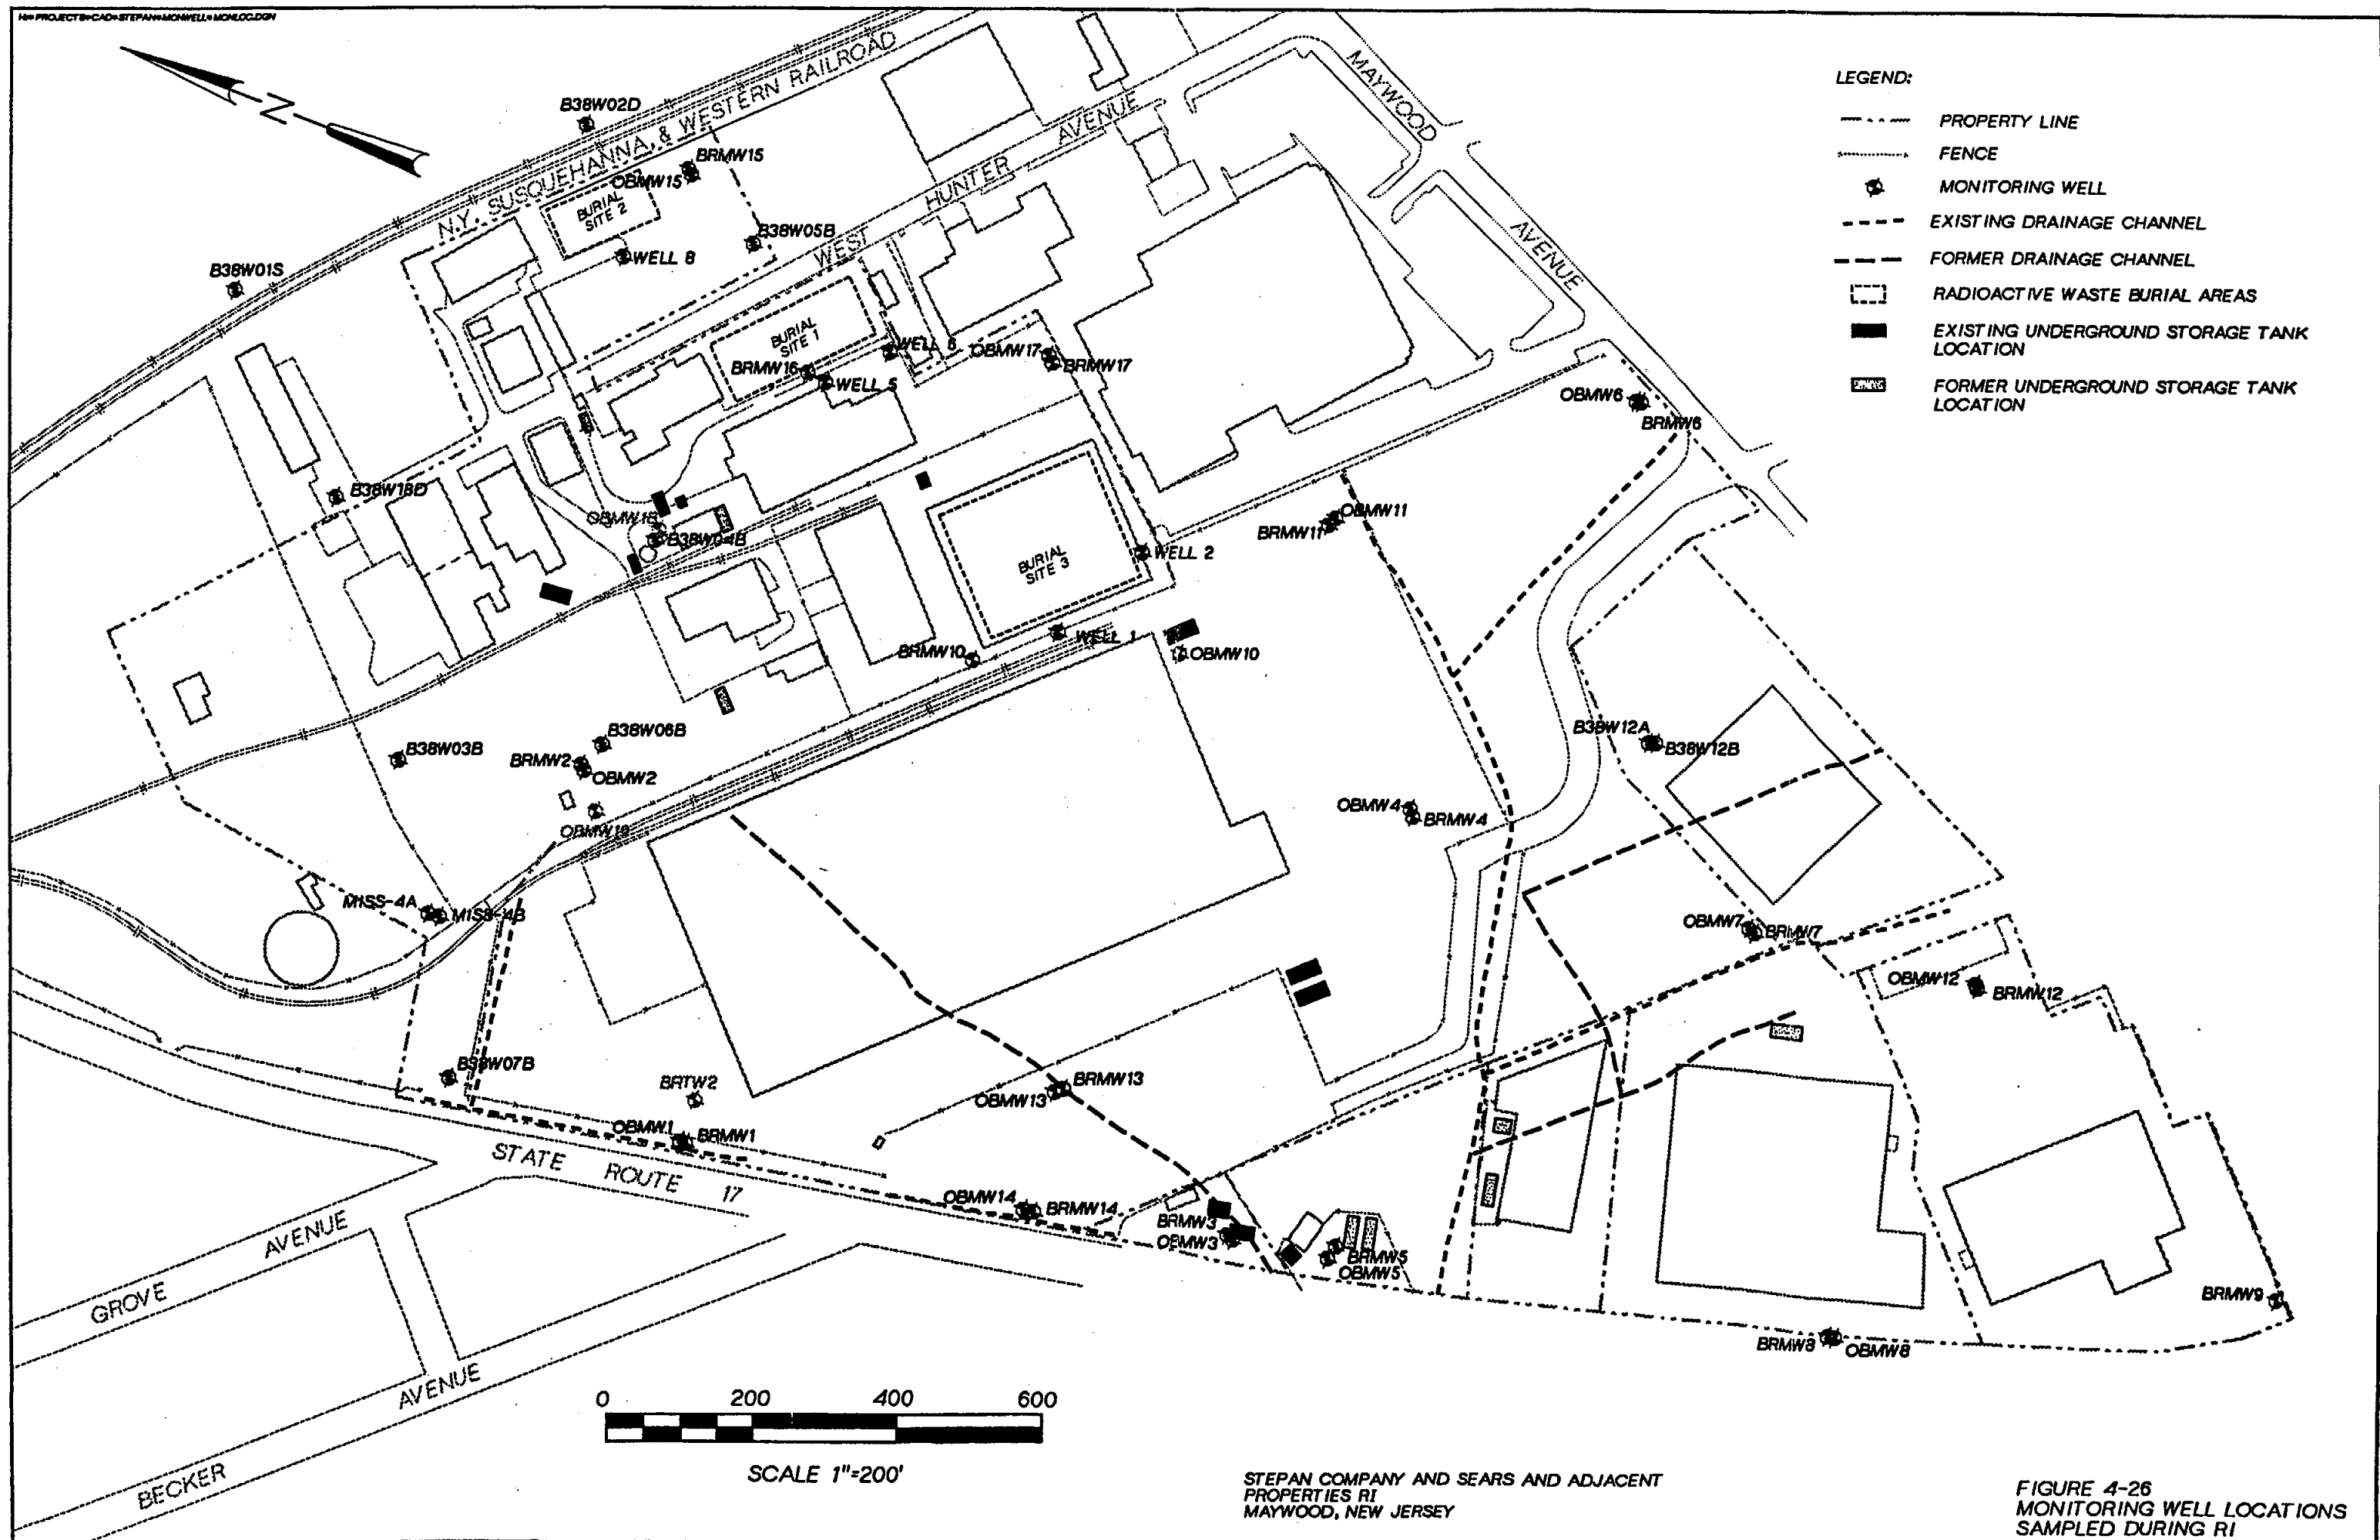 H:\PROJECTS\CAD\STEPAN\MONWELL\MONLOC.DGN
N
N.Y. SUSQUEHANNA, & WESTERN RAILROAD
WEST HUNTER AVENUE
MAYWOOD AVENUE
B38W02D
BRMW15
OBMW15
BURIAL
SITE 2
B38W05B
WELL 8
B38W01S
BURIAL
SITE 1
WELL 6
BRMW16
WELL 5
OBMW17
BRMW17
OBMW6
BRMW6
B38W18D
OBMW18
B38W04B
BURIAL
SITE 3
WELL 2
OBMW11
BRMW11
WELL 1
BRMW10
OBMW10
B38W03B
B38W06B
BRMW2
OBMW2
OBMW19
OBMW4
BRMW4
B38W12A
B38W12B
MISS-4A
MISS-4B
OBMW7
BRMW7
OBMW12
BRMW12
B38W07B
BRTW2
OBMW1
BRMW1
BRMW13
OBMW13
OBMW14
BRMW14
BRMW3
OBMW3
BRMW5
OBMW5
BRMW9
BRMW8
OBMW8
STATE ROUTE 17
GROVE AVENUE
BECKER AVENUE
LEGEND:
PROPERTY LINE
FENCE
MONITORING WELL
EXISTING DRAINAGE CHANNEL
FORMER DRAINAGE CHANNEL
RADIOACTIVE WASTE BURIAL AREAS
EXISTING UNDERGROUND STORAGE TANK
LOCATION
FORMER UNDERGROUND STORAGE TANK
LOCATION
0 200 400 600
SCALE 1"=200'
STEPAN COMPANY AND SEARS AND ADJACENT
PROPERTIES RI
MAYWOOD, NEW JERSEY
FIGURE 4-26
MONITORING WELL LOCATIONS
SAMPLED DURING RI